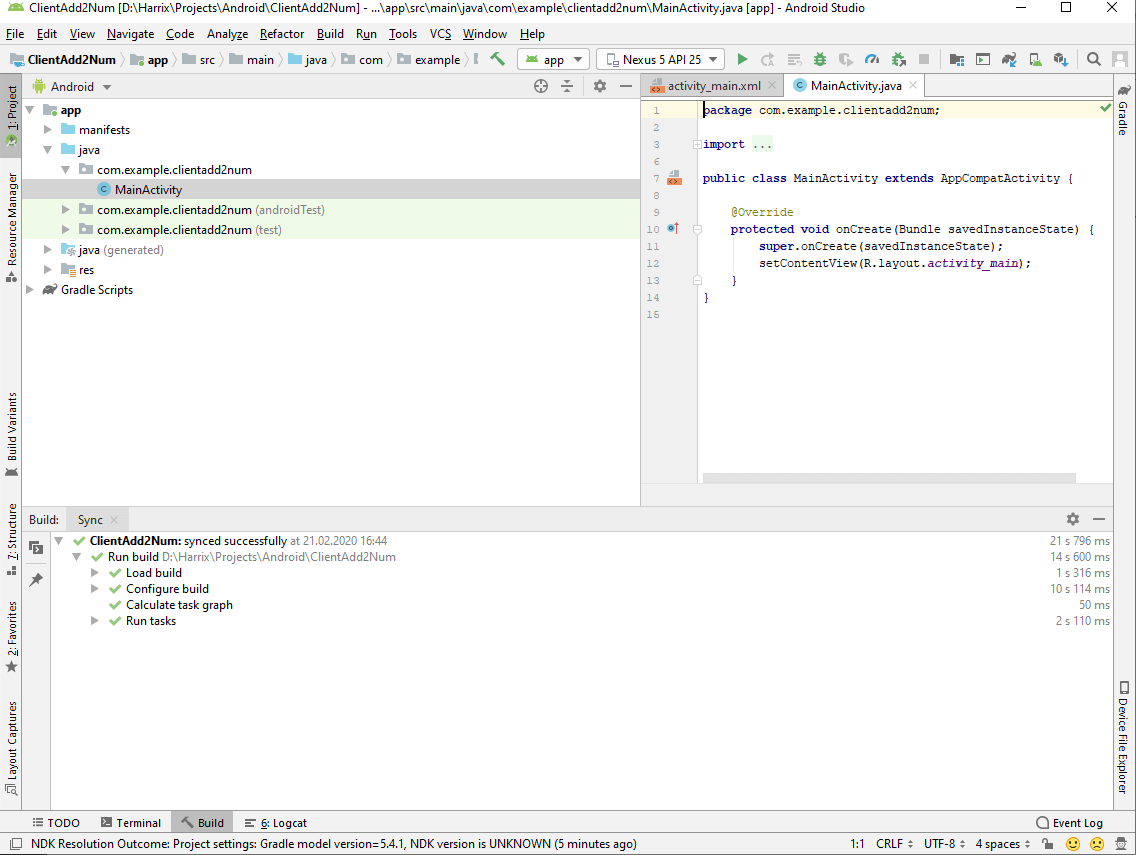 ClientAdd2Num [D:\Harrix\Projects\Android\ClientAdd2Num] - ...\app\src\main\java\com\example\clientadd2num\MainActivity.java [app] - Android Studio
File Edit View Navigate Code Analyze Refactor Build Run Tools VCS Window Help
ClientAdd2Num app src main java com example app Nexus 5 API 25
1: Project
Resource Manager
Build Variants
7: Structure
2: Favorites
Layout Captures
Android
app
manifests
java
com.example.clientadd2num
MainActivity
com.example.clientadd2num (androidTest)
com.example.clientadd2num (test)
java (generated)
res
Gradle Scripts
activity_main.xml MainActivity.java
1 package com.example.clientadd2num;
2
3 import ...
6
7 public class MainActivity extends AppCompatActivity {
8
9 @Override
10 protected void onCreate(Bundle savedInstanceState) {
11 super.onCreate(savedInstanceState);
12 setContentView(R.layout.activity_main);
13 }
14 }
15
Gradle
Device File Explorer
Build: Sync
ClientAdd2Num: synced successfully at 21.02.2020 16:44 21 s 796 ms
Run build D:\Harrix\Projects\Android\ClientAdd2Num 14 s 600 ms
Load build 1 s 316 ms
Configure build 10 s 114 ms
Calculate task graph 50 ms
Run tasks 2 s 110 ms
TODO Terminal Build 6: Logcat Event Log
NDK Resolution Outcome: Project settings: Gradle model version=5.4.1, NDK version is UNKNOWN (5 minutes ago) 1:1 CRLF UTF-8 4 spaces